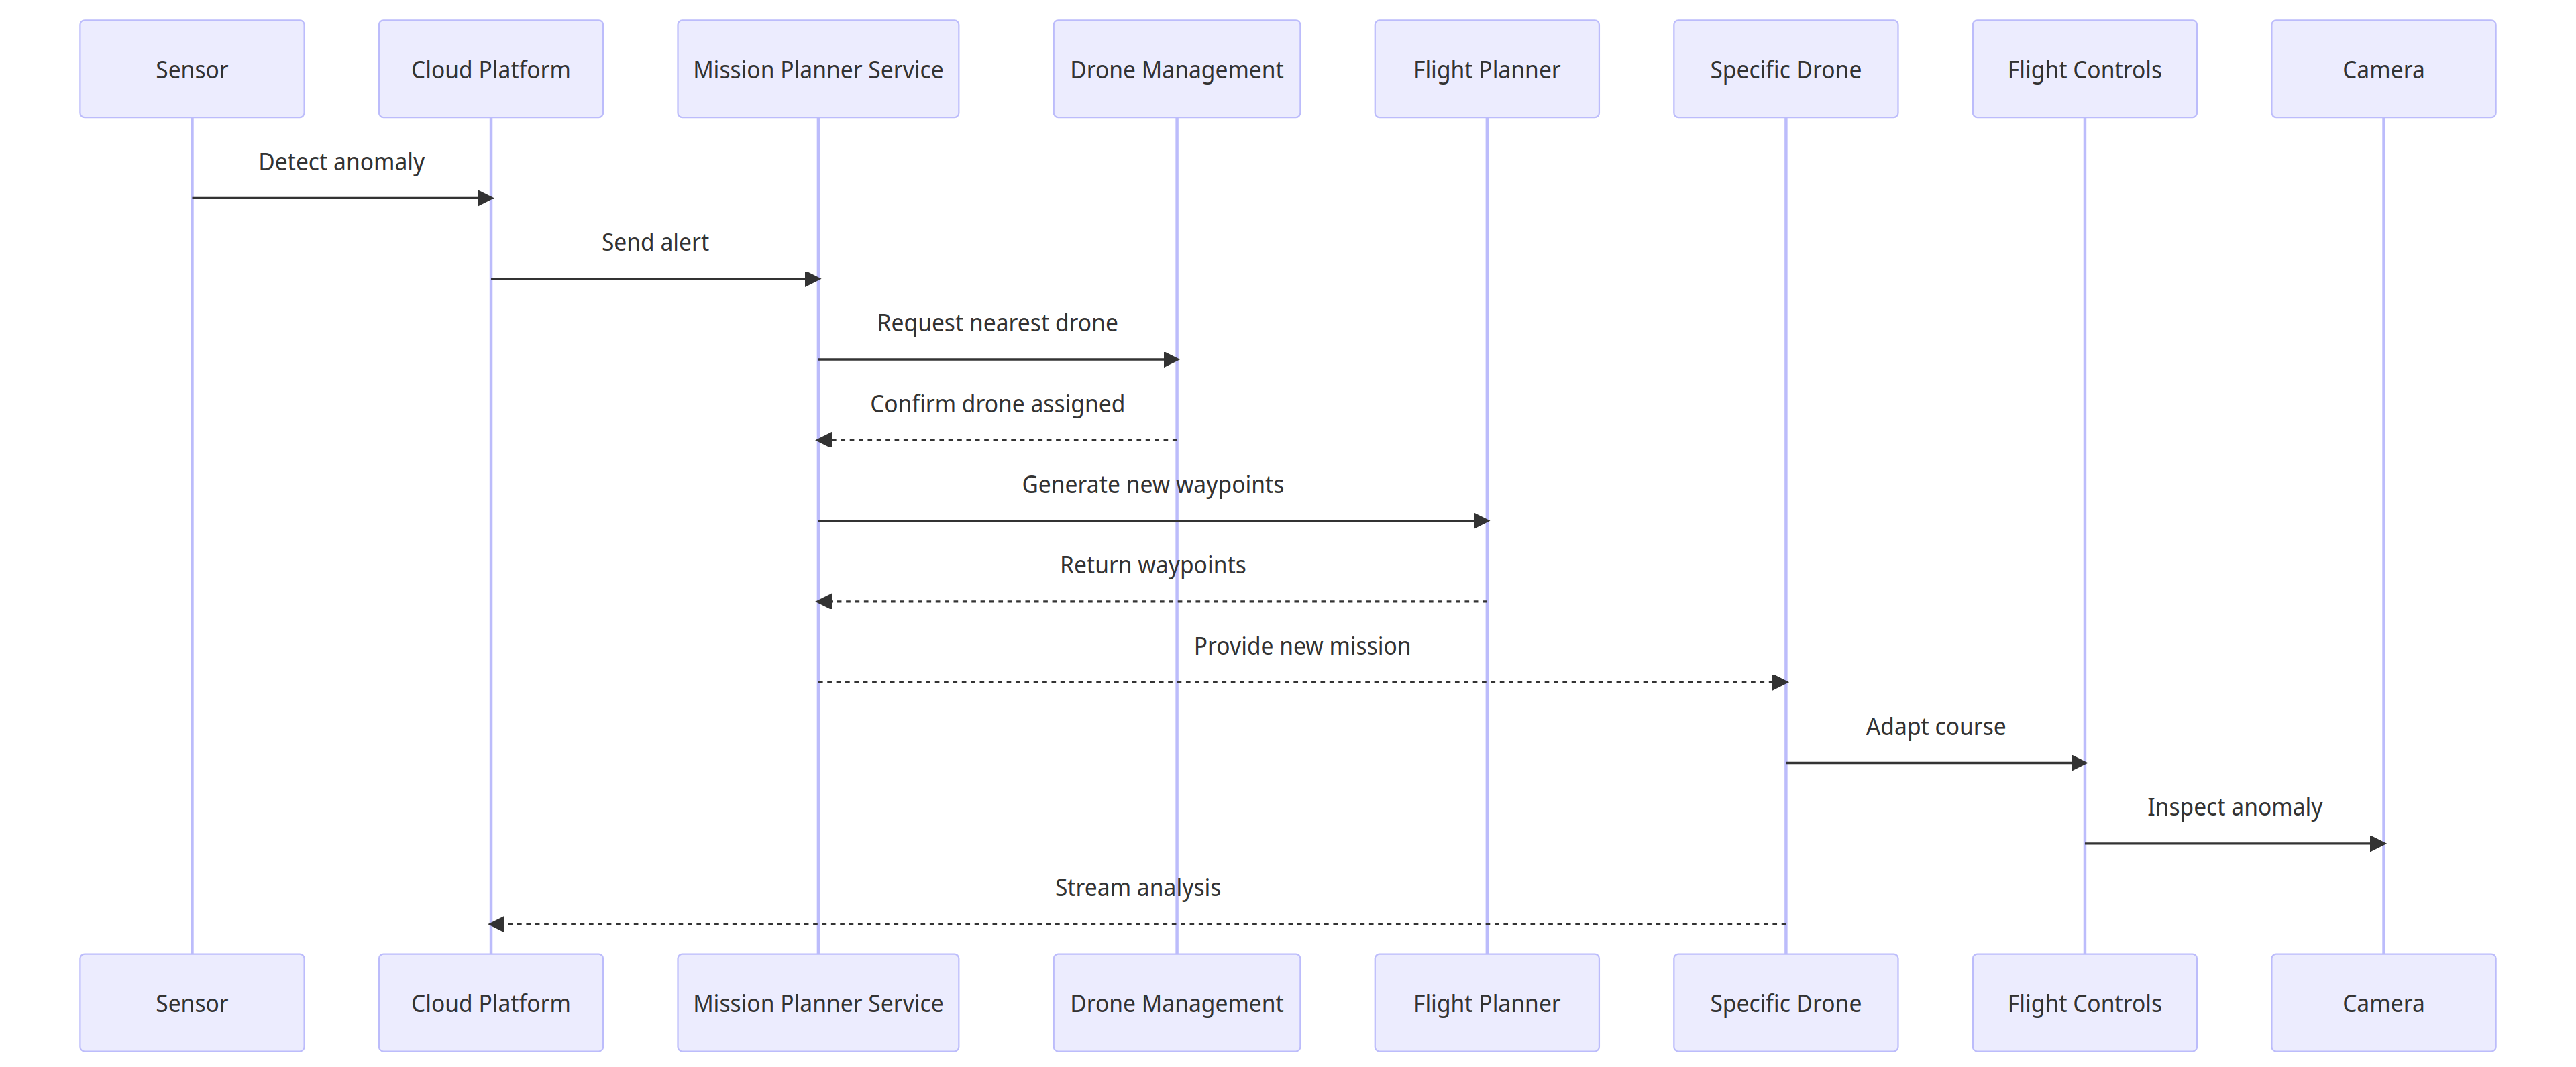 Sensor
Cloud Platform
Mission Planner Service
Drone Management
Flight Planner
Specific Drone
Flight Controls
Camera
Detect anomaly
Send alert
Request nearest drone
Confirm drone assigned
Generate new waypoints
Return waypoints
Provide new mission
Adapt course
Inspect anomaly
Stream analysis
Sensor
Cloud Platform
Mission Planner Service
Drone Management
Flight Planner
Specific Drone
Flight Controls
Camera